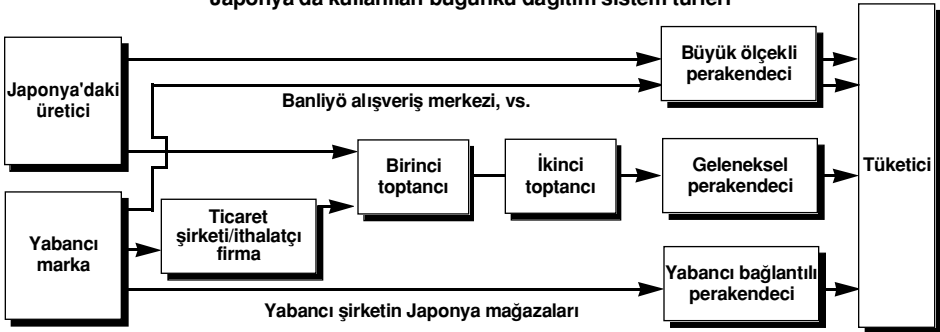 Japonya'da kullanılan bugünkü dağıtım sistem türleri
Japonya'daki
üretici
Büyük ölçekli
perakendeci
Banliyö alışveriş merkezi, vs.
Birinci
toptancı
İkinci
toptancı
Geleneksel
perakendeci
Tüketici
Yabancı
marka
Ticaret
şirketi/ithalatçı
firma
Yabancı bağlantılı
perakendeci
Yabancı şirketin Japonya mağazaları